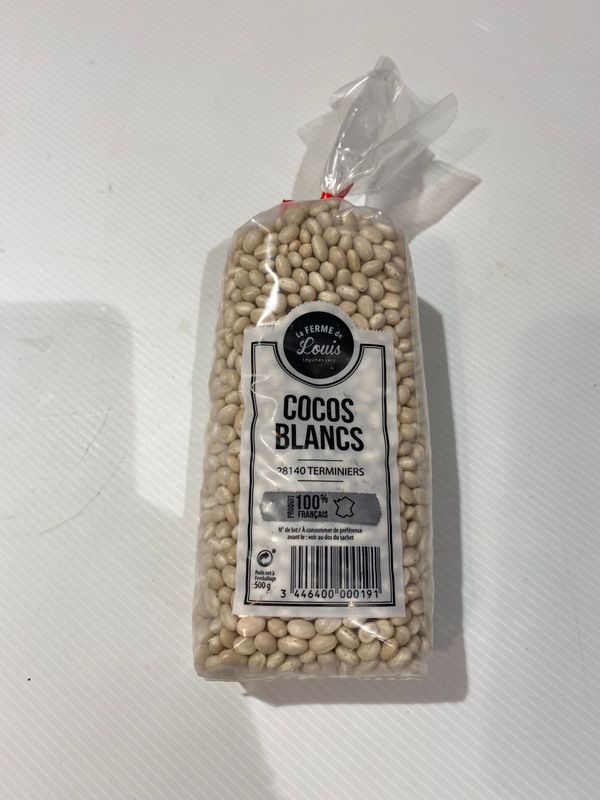 La FERME de
Louis
Légumes secs
COCOS
BLANCS
28140 TERMINIERS
PRODUIT
100%
FRANÇAIS
N° de lot / À consommer de préférence
avant le : voir au dos du sachet
Poids net à
l'emballage
500 g
3 446400 000191